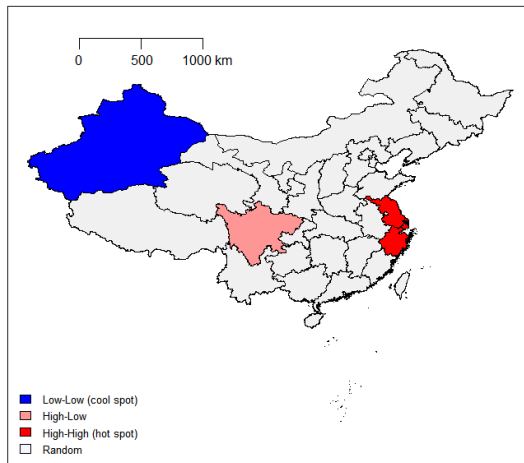 0 500 1000 km
Low-Low (cool spot)
High-Low
High-High (hot spot)
Random